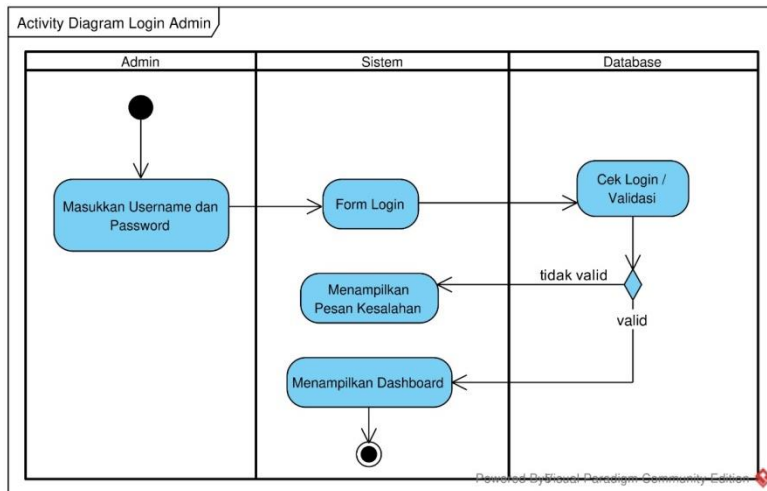 Activity Diagram Login Admin
Admin
Sistem
Database
Masukkan Username dan
Password
Form Login
Cek Login /
Validasi
tidak valid
Menampilkan
Pesan Kesalahan
valid
Menampilkan Dashboard
Powered By Visual Paradigm Community Edition